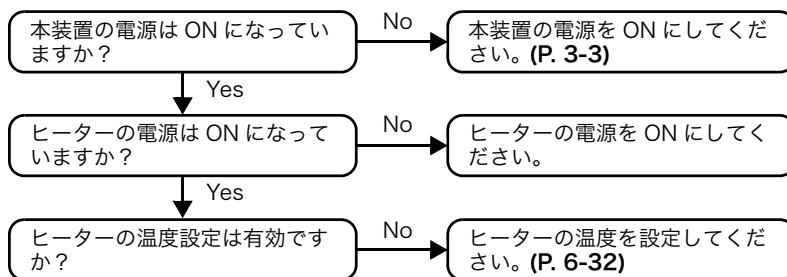 本装置の電源は ON になってい
ますか？
No
本装置の電源を ON にしてくだ
さい。(P. 3-3)
Yes
ヒーターの電源は ON になって
いますか？
No
ヒーターの電源を ON にしてく
ださい。
Yes
ヒーターの温度設定は有効です
か？
No
ヒーターの温度を設定してくだ
さい。(P. 6-32)